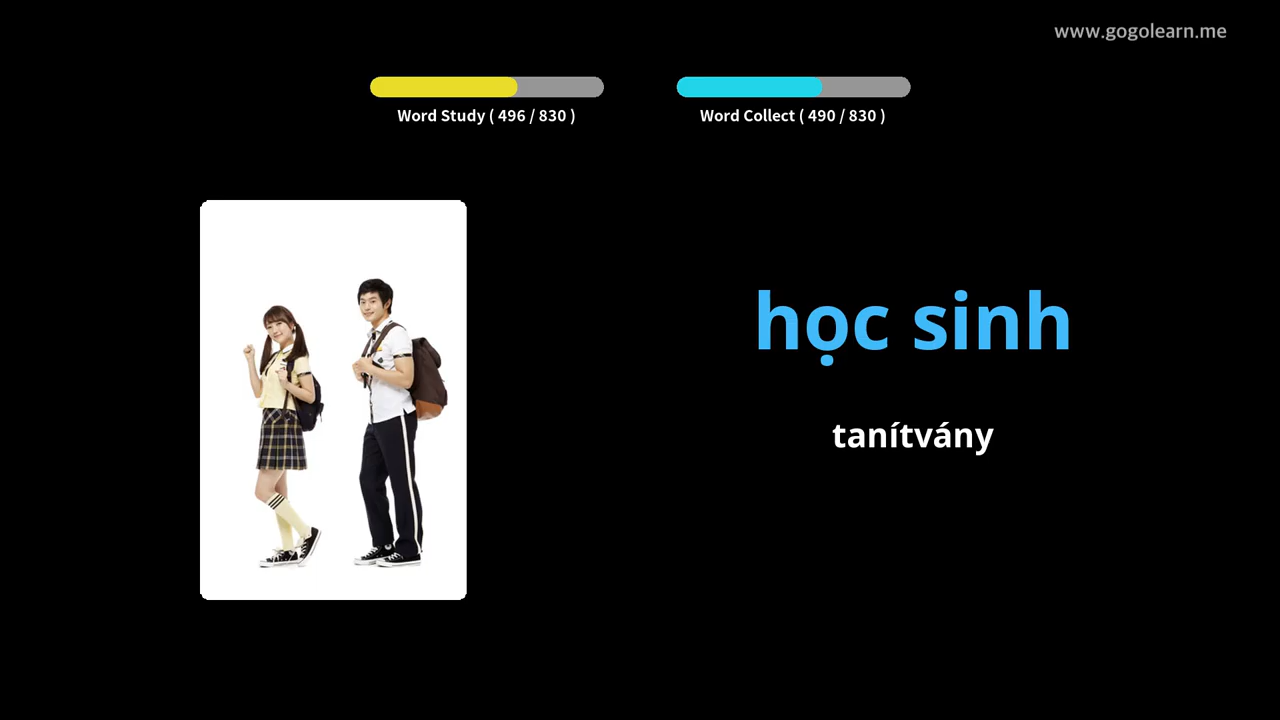 www.gogolearn.me
Word Study ( 496 / 830 )
Word Collect ( 490 / 830 )
học sinh
tanítvány